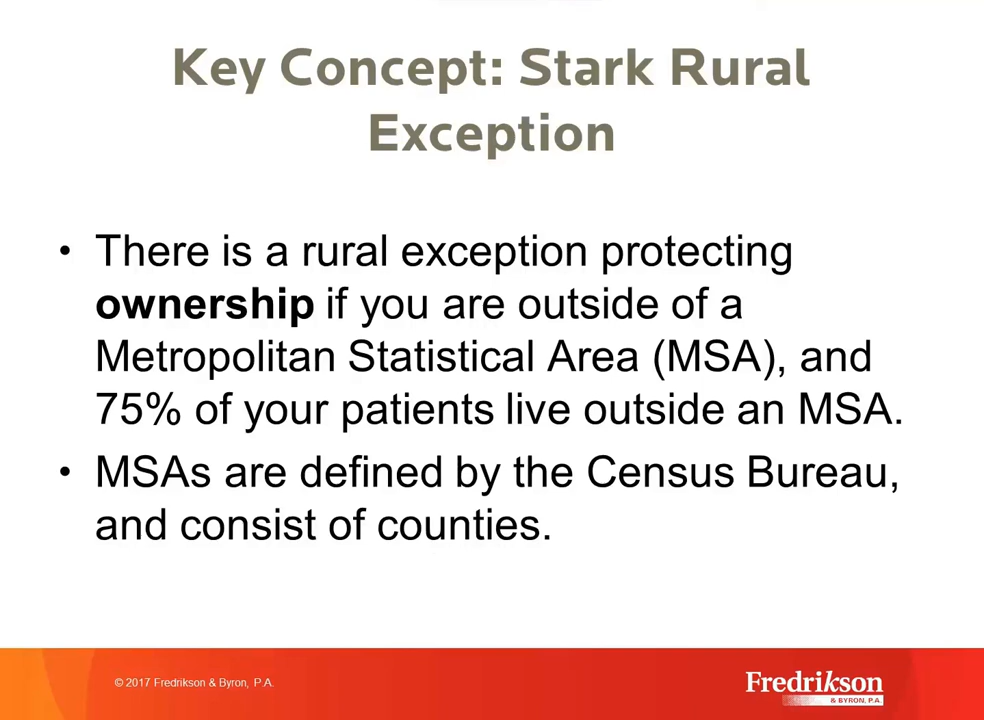 Key Concept: Stark Rural
Exception
• There is a rural exception protecting
ownership if you are outside of a
Metropolitan Statistical Area (MSA), and
75% of your patients live outside an MSA.
• MSAs are defined by the Census Bureau,
and consist of counties.
© 2017 Fredrikson & Byron, P.A.
Fredrikson
& BYRON, P.A.